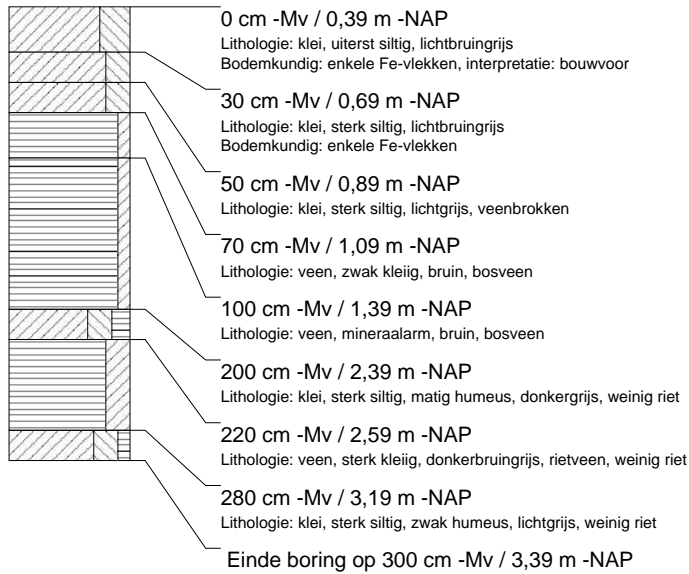 0 cm -Mv / 0,39 m -NAP
Lithologie: klei, uiterst siltig, lichtbruingrijs
Bodemkundig: enkele Fe-vlekken, interpretatie: bouwvoor
30 cm -Mv / 0,69 m -NAP
Lithologie: klei, sterk siltig, lichtbruingrijs
Bodemkundig: enkele Fe-vlekken
50 cm -Mv / 0,89 m -NAP
Lithologie: klei, sterk siltig, lichtgrijs, veenbrokken
70 cm -Mv / 1,09 m -NAP
Lithologie: veen, zwak kleiig, bruin, bosveen
100 cm -Mv / 1,39 m -NAP
Lithologie: veen, mineraalarm, bruin, bosveen
200 cm -Mv / 2,39 m -NAP
Lithologie: klei, sterk siltig, matig humeus, donkergrijs, weinig riet
220 cm -Mv / 2,59 m -NAP
Lithologie: veen, sterk kleiig, donkerbruingrijs, rietveen, weinig riet
280 cm -Mv / 3,19 m -NAP
Lithologie: klei, sterk siltig, zwak humeus, lichtgrijs, weinig riet
Einde boring op 300 cm -Mv / 3,39 m -NAP